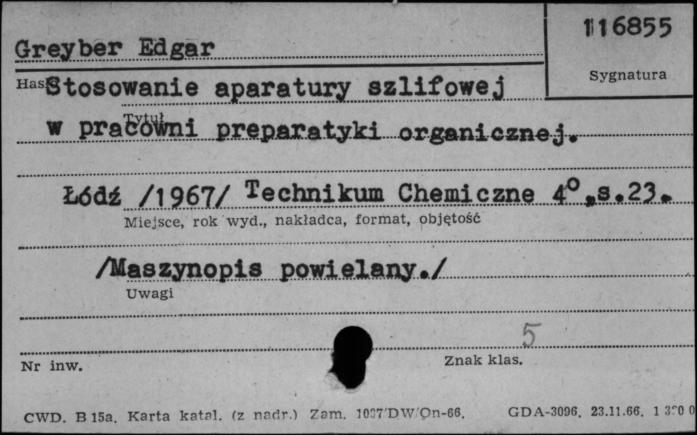 116855
Greyber Edgar
Sygnatura
Hasł Stosowanie aparatury szlifowej
Tytuł
w pracowni preparatyki organicznej.
Łódź /1967/ Technikum Chemiczne 4°,s.23.
Miejsce, rok wyd., nakładca, format, objętość
/Maszynopis powielany./
Uwagi
5
Nr inw. Znak klas.
CWD. B 15a. Karta katal. (z nadr.) Zam. 1037/DW/On-66. GDA-3096. 23.11.66.